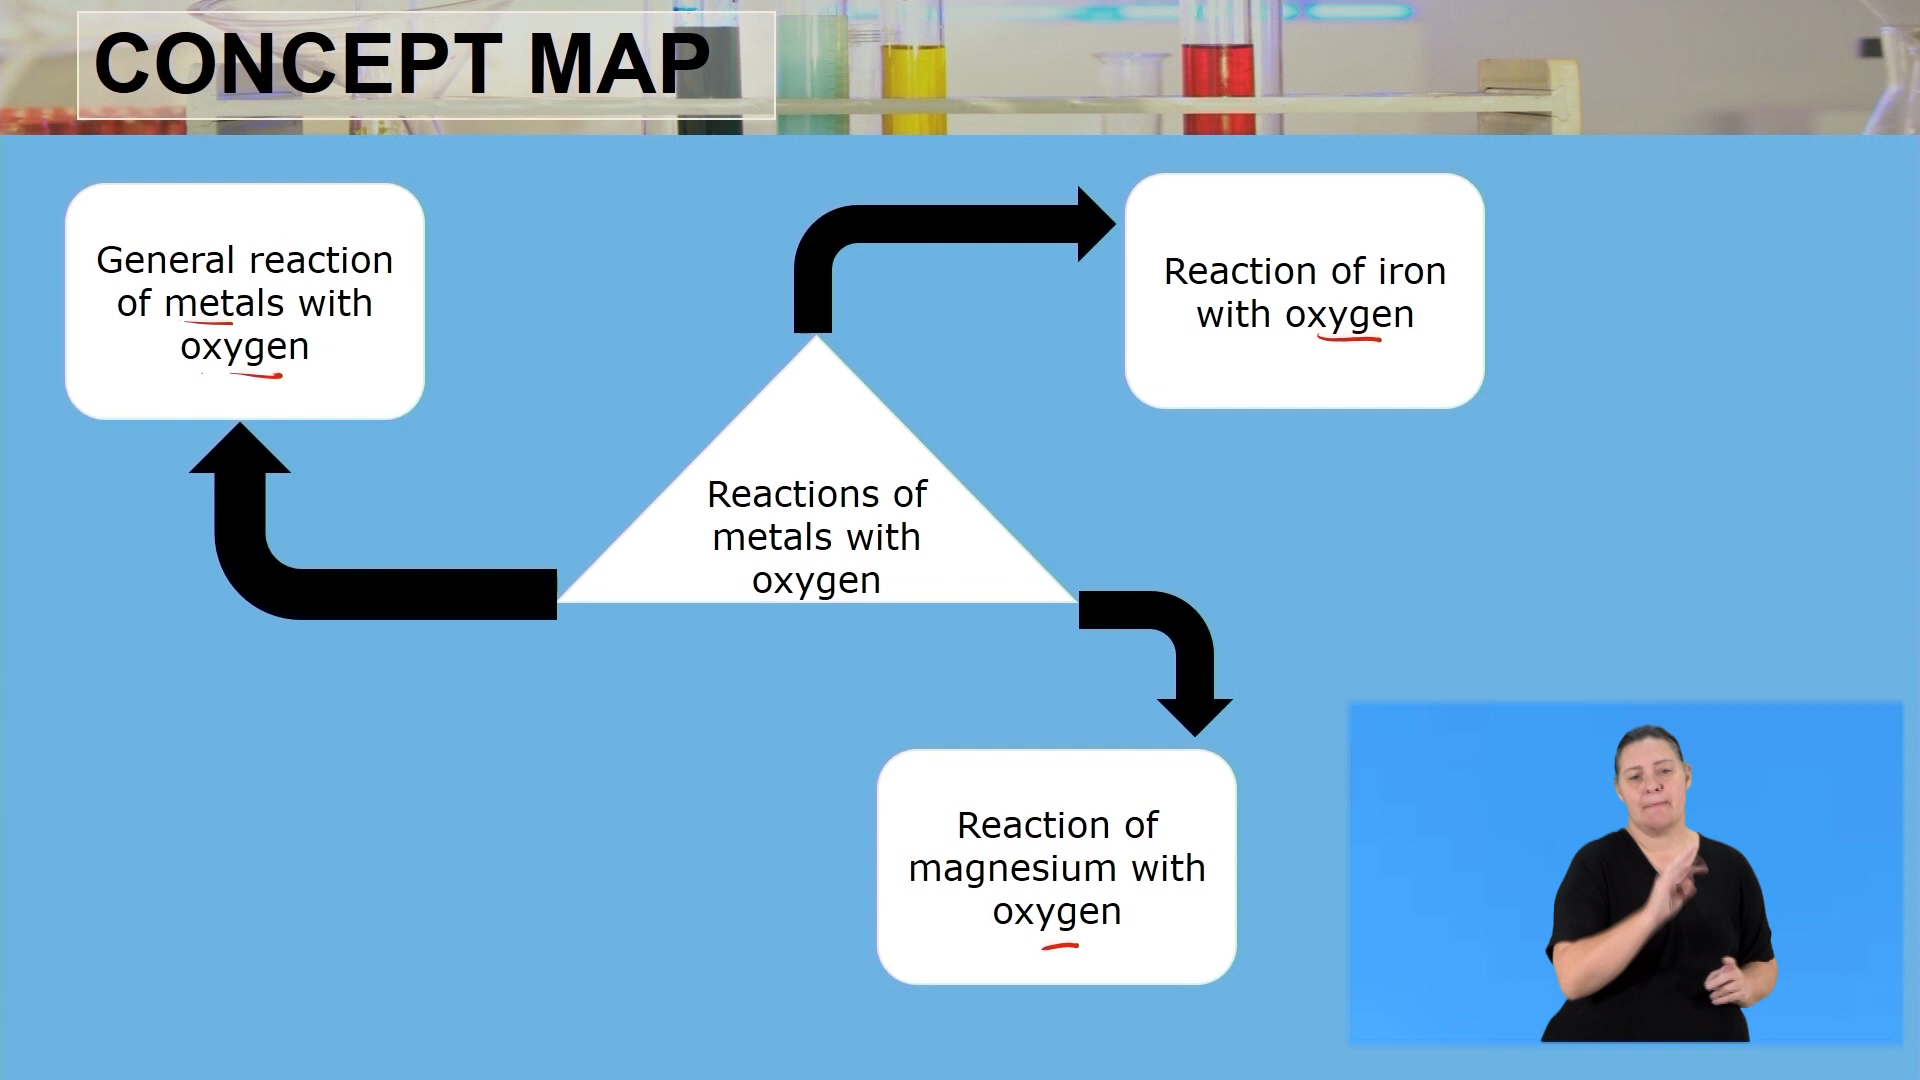 CONCEPT MAP
General reaction
of metals with
oxygen
Reaction of iron
with oxygen
Reactions of
metals with
oxygen
Reaction of
magnesium with
oxygen